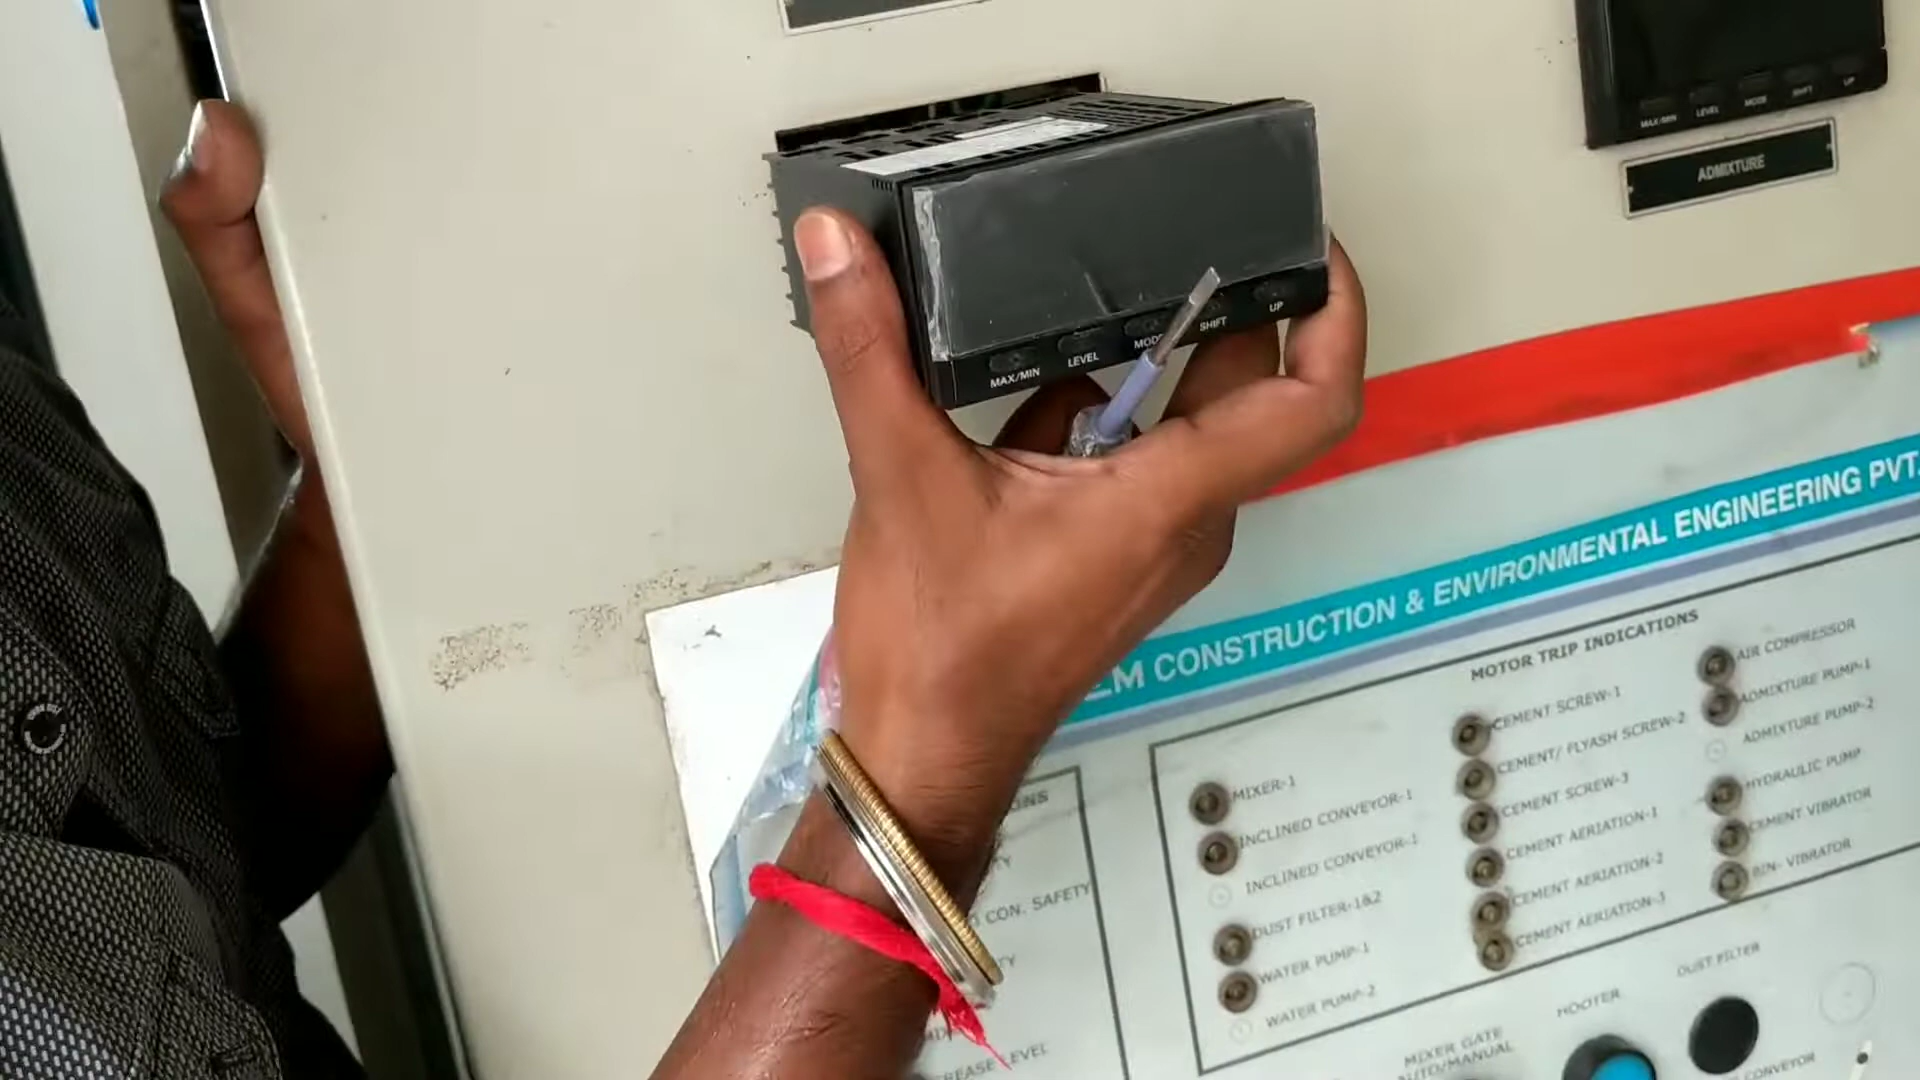 MAX/MIN LEVEL MODE SHIFT UP
ADMIXTURE
MAX/MIN LEVEL MODE SHIFT UP
CONSTRUCTION & ENVIRONMENTAL ENGINEERING PVT.
MOTOR TRIP INDICATIONS
MIXER-1
INCLINED CONVEYOR-1
INCLINED CONVEYOR-1
DUST FILTER-1&2
WATER PUMP-1
WATER PUMP-2
CEMENT SCREW-1
CEMENT/ FLYASH SCREW-2
CEMENT SCREW-3
CEMENT AERIATION-1
CEMENT AERIATION-2
CEMENT AERIATION-3
AIR COMPRESSOR
ADMIXTURE PUMP-1
ADMIXTURE PUMP-2
HYDRAULIC PUMP
CEMENT VIBRATOR
BIN- VIBRATOR
CON. SAFETY
LEVEL
DUST FILTER
HOOTER
MIXER GATE
AUTO/MANUAL
CONVEYOR